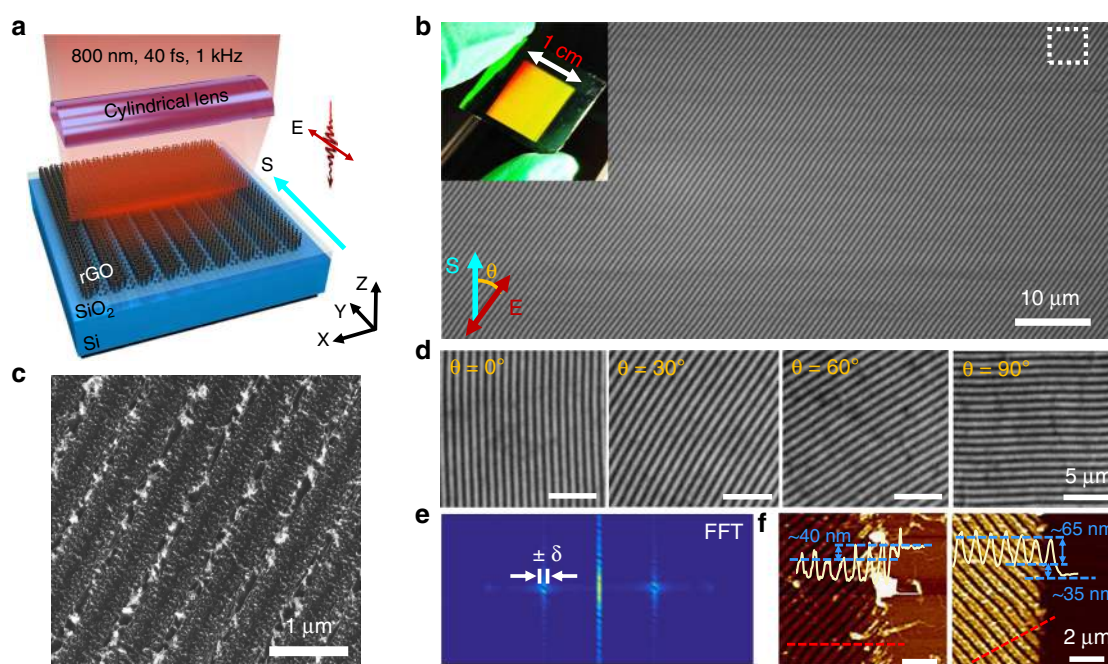 a
800 nm, 40 fs, 1 kHz
Cylindrical lens
E
S
rGO
SiO₂
Si
Z
Y
X
b
1 cm
S
θ
E
10 μm
c
1 μm
d
θ = 0°
θ = 30°
θ = 60°
θ = 90°
5 μm
e
FFT
± δ
f
~40 nm
~65 nm
~35 nm
2 μm